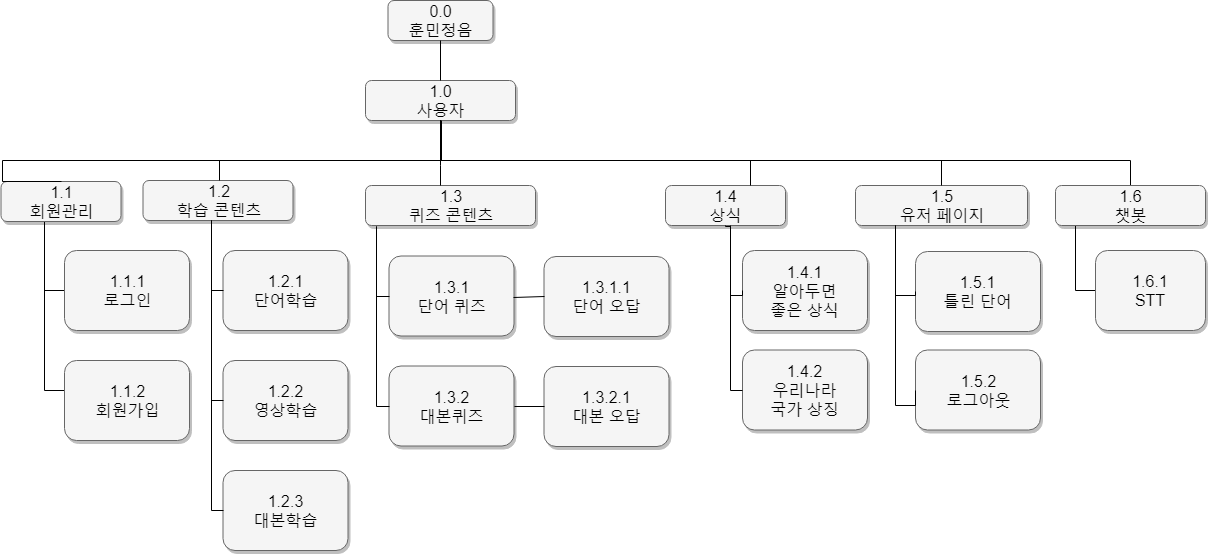 0.0
훈민정음
1.0
사용자
1.1
회원관리
1.2
학습 콘텐츠
1.3
퀴즈 콘텐츠
1.4
상식
1.5
유저 페이지
1.6
챗봇
1.1.1
로그인
1.1.2
회원가입
1.2.1
단어학습
1.2.2
영상학습
1.2.3
대본학습
1.3.1
단어 퀴즈
1.3.1.1
단어 오답
1.3.2
대본퀴즈
1.3.2.1
대본 오답
1.4.1
알아두면
좋은 상식
1.4.2
우리나라
국가 상징
1.5.1
틀린 단어
1.5.2
로그아웃
1.6.1
STT